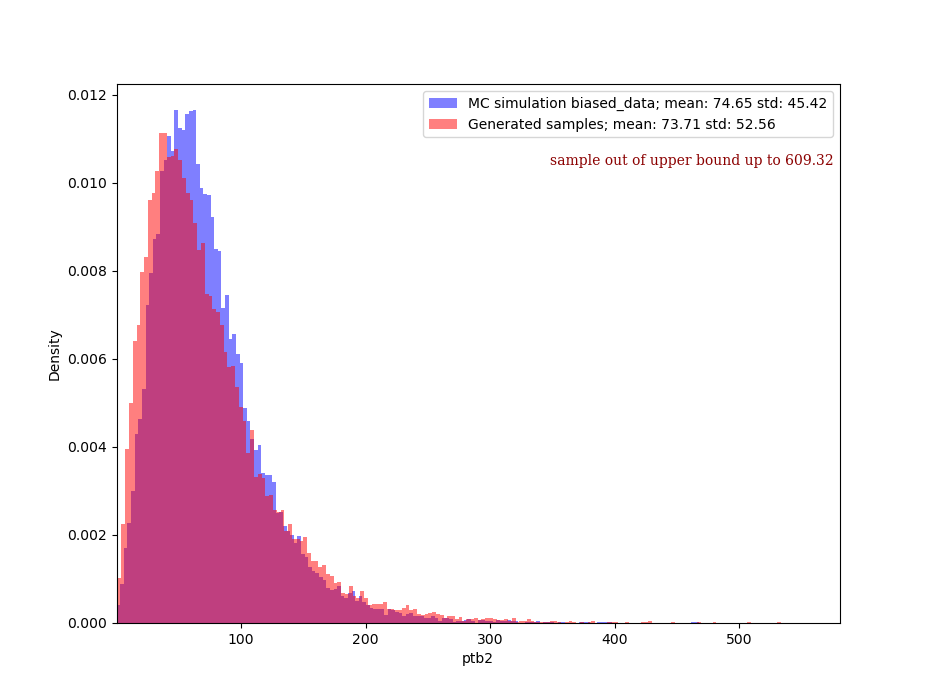 MC simulation biased_data; mean: 74.65 std: 45.42
Generated samples; mean: 73.71 std: 52.56
sample out of upper bound up to 609.32
Density
0.012
0.010
0.008
0.006
0.004
0.002
0.000
100 200 300 400 500
ptb2